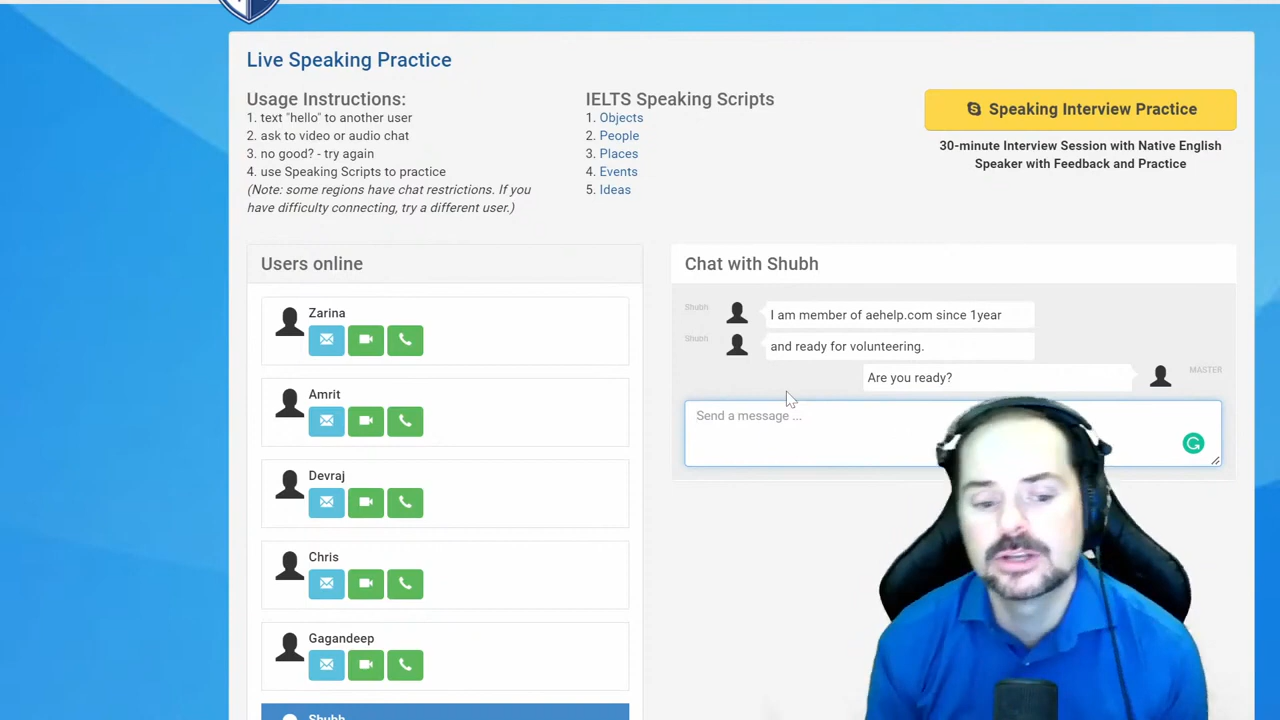 Live Speaking Practice
Usage Instructions:
1. text "hello" to another user
2. ask to video or audio chat
3. no good? - try again
4. use Speaking Scripts to practice
(Note: some regions have chat restrictions. If you
have difficulty connecting, try a different user.)
IELTS Speaking Scripts
1. Objects
2. People
3. Places
4. Events
5. Ideas
Speaking Interview Practice
30-minute Interview Session with Native English
Speaker with Feedback and Practice
Users online
Zarina
Amrit
Devraj
Chris
Gagandeep
Shubh
Chat with Shubh
Shubh
I am member of aehelp.com since 1year
Shubh
and ready for volunteering.
Are you ready?
MASTER
Send a message ...